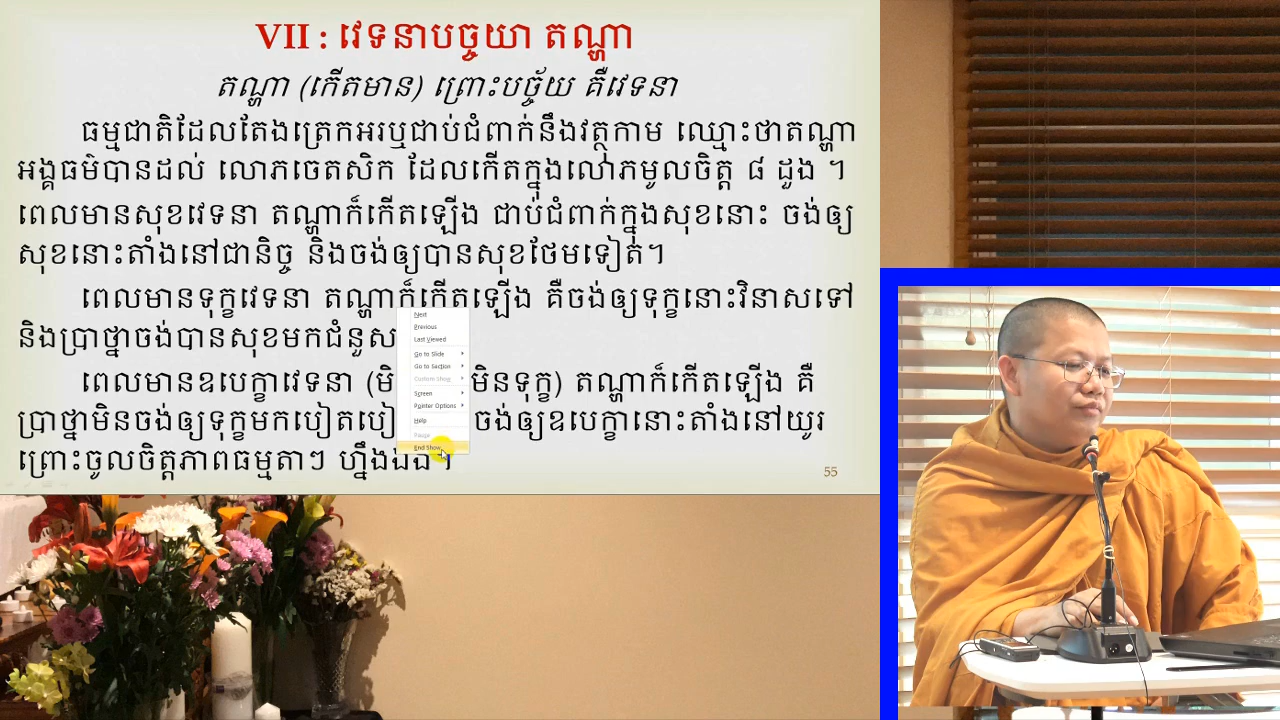 VII : វេទនាបច្ចយា តណ្ហា
តណ្ហា (កើតមាន) ព្រោះបច្ច័យ គឺវេទនា
ធម្មជាតិដែលតែងត្រេកអរឬជាប់ជំពាក់នឹងវត្ថុកាម ឈ្មោះថាតណ្ហា
អង្គធម៌បានដល់ លោភចេតសិក ដែលកើតក្នុងលោភមូលចិត្ត ៨ ដួង ។
ពេលមានសុខវេទនា តណ្ហាក៏កើតឡើង ជាប់ជំពាក់ក្នុងសុខនោះ ចង់ឲ្យ
សុខនោះតាំងនៅជានិច្ច និងចង់ឲ្យបានសុខថែមទៀត។
ពេលមានទុក្ខវេទនា តណ្ហាក៏កើតឡើង គឺចង់ឲ្យទុក្ខនោះវិនាសទៅ
និងប្រាថ្នាចង់បានសុខមកជំនួស
ពេលមានឧបេក្ខាវេទនា (មិ មិនទុក្ខ) តណ្ហាក៏កើតឡើង គឺ
ប្រាថ្នាមិនចង់ឲ្យទុក្ខមកបៀតបៀ ចង់ឲ្យឧបេក្ខានោះតាំងនៅយូរ
ព្រោះចូលចិត្តភាពធម្មតាៗ ហ្នឹងឯង។
55
Next
Previous
Last Viewed
Go to Slide
Go to Section
Custom Show
Screen
Pointer Options
Help
Pause
End Show